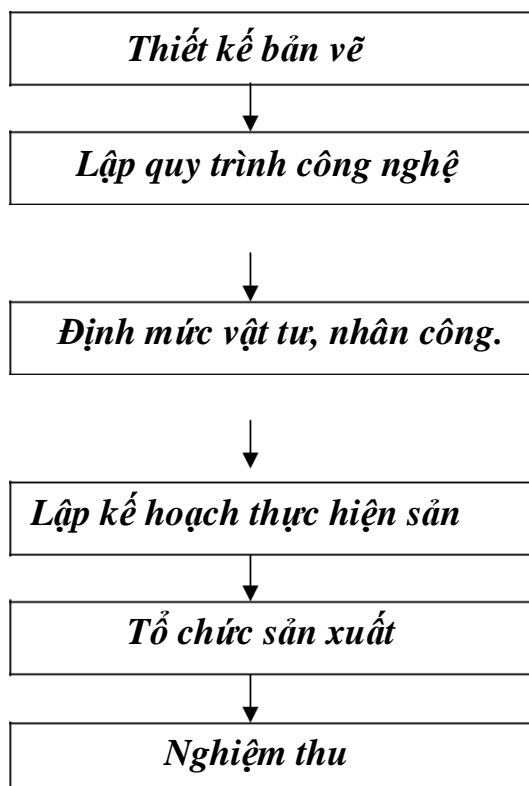 Thiết kế bản vẽ
Lập quy trình công nghệ
Định mức vật tư, nhân công.
Lập kế hoạch thực hiện sản
Tổ chức sản xuất
Nghiệm thu